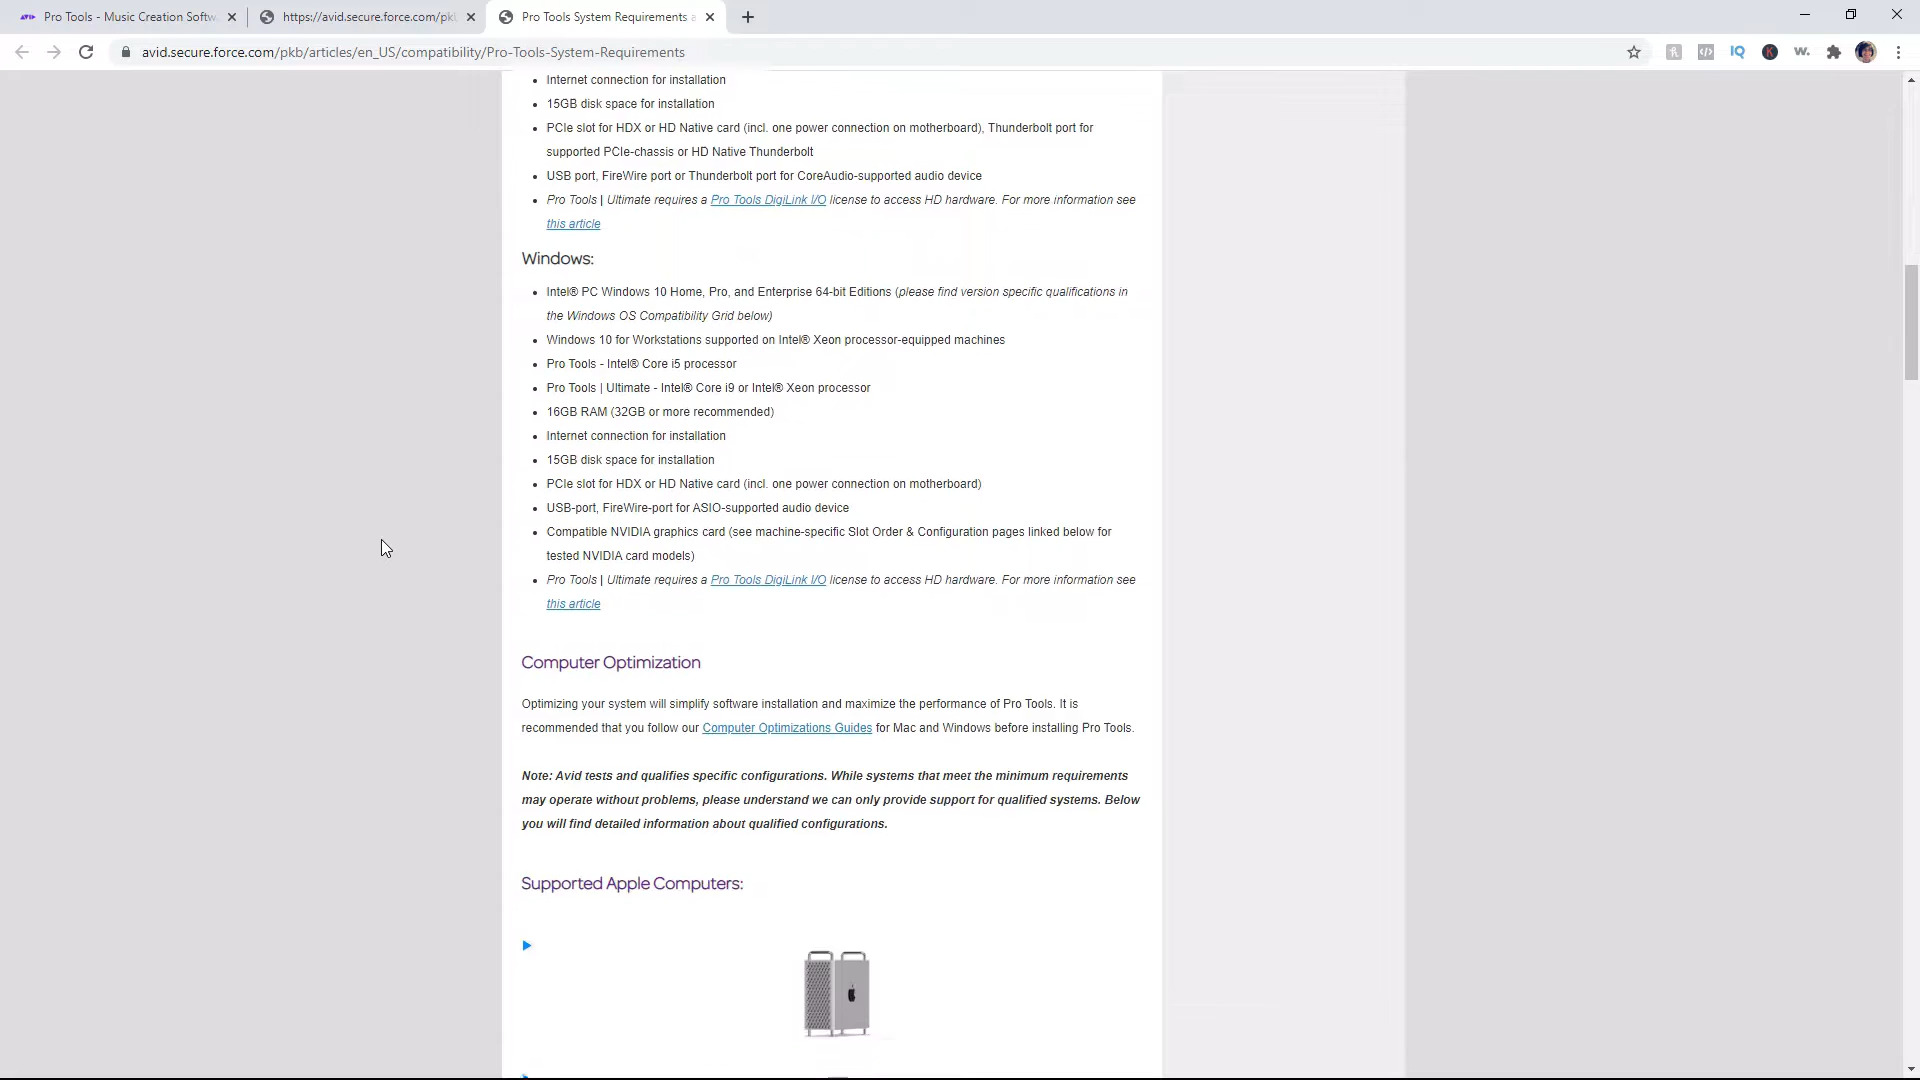 Pro Tools - Music Creation Softw
https://avid.secure.force.com/pkb
Pro Tools System Requirements a
avid.secure.force.com/pkb/articles/en_US/compatibility/Pro-Tools-System-Requirements
Internet connection for installation
15GB disk space for installation
PCIe slot for HDX or HD Native card (incl. one power connection on motherboard), Thunderbolt port for
supported PCIe-chassis or HD Native Thunderbolt
USB port, FireWire port or Thunderbolt port for CoreAudio-supported audio device
Pro Tools | Ultimate requires a Pro Tools DigiLink I/O license to access HD hardware. For more information see
this article
Windows:
Intel® PC Windows 10 Home, Pro, and Enterprise 64-bit Editions (please find version specific qualifications in
the Windows OS Compatibility Grid below)
Windows 10 for Workstations supported on Intel® Xeon processor-equipped machines
Pro Tools - Intel® Core i5 processor
Pro Tools | Ultimate - Intel® Core i9 or Intel® Xeon processor
16GB RAM (32GB or more recommended)
Internet connection for installation
15GB disk space for installation
PCIe slot for HDX or HD Native card (incl. one power connection on motherboard)
USB-port, FireWire-port for ASIO-supported audio device
Compatible NVIDIA graphics card (see machine-specific Slot Order & Configuration pages linked below for
tested NVIDIA card models)
Pro Tools | Ultimate requires a Pro Tools DigiLink I/O license to access HD hardware. For more information see
this article
Computer Optimization
Optimizing your system will simplify software installation and maximize the performance of Pro Tools. It is
recommended that you follow our Computer Optimizations Guides for Mac and Windows before installing Pro Tools.
Note: Avid tests and qualifies specific configurations. While systems that meet the minimum requirements
may operate without problems, please understand we can only provide support for qualified systems. Below
you will find detailed information about qualified configurations.
Supported Apple Computers: